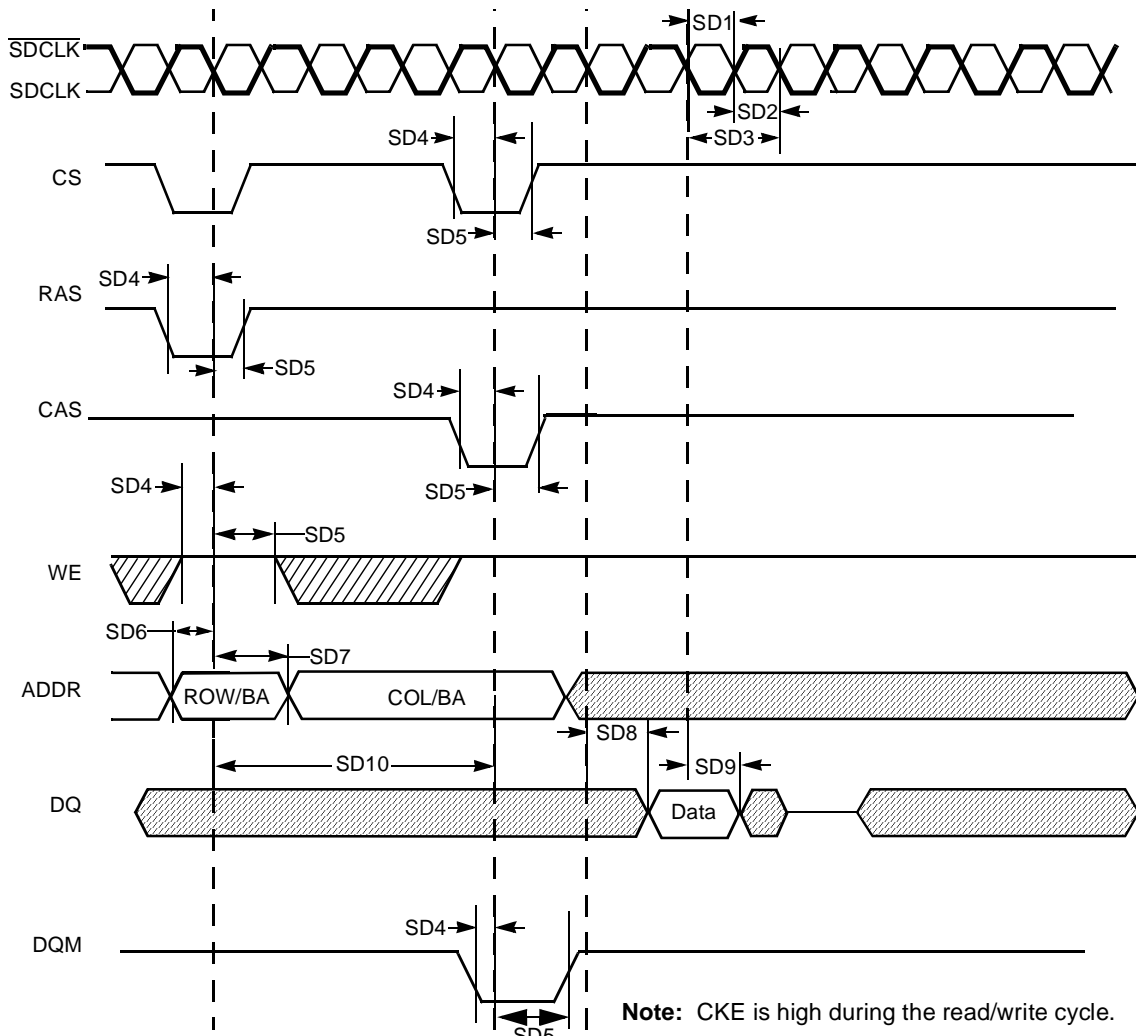 SD1
SDCLK
SDCLK
SD2
SD4
SD3
CS
SD5
SD4
RAS
SD5
SD4
CAS
SD4
SD5
SD5
WE
SD6
SD7
ADDR
ROW/BA
COL/BA
SD8
SD10
SD9
DQ
Data
SD4
DQM
Note: CKE is high during the read/write cycle.
SD5